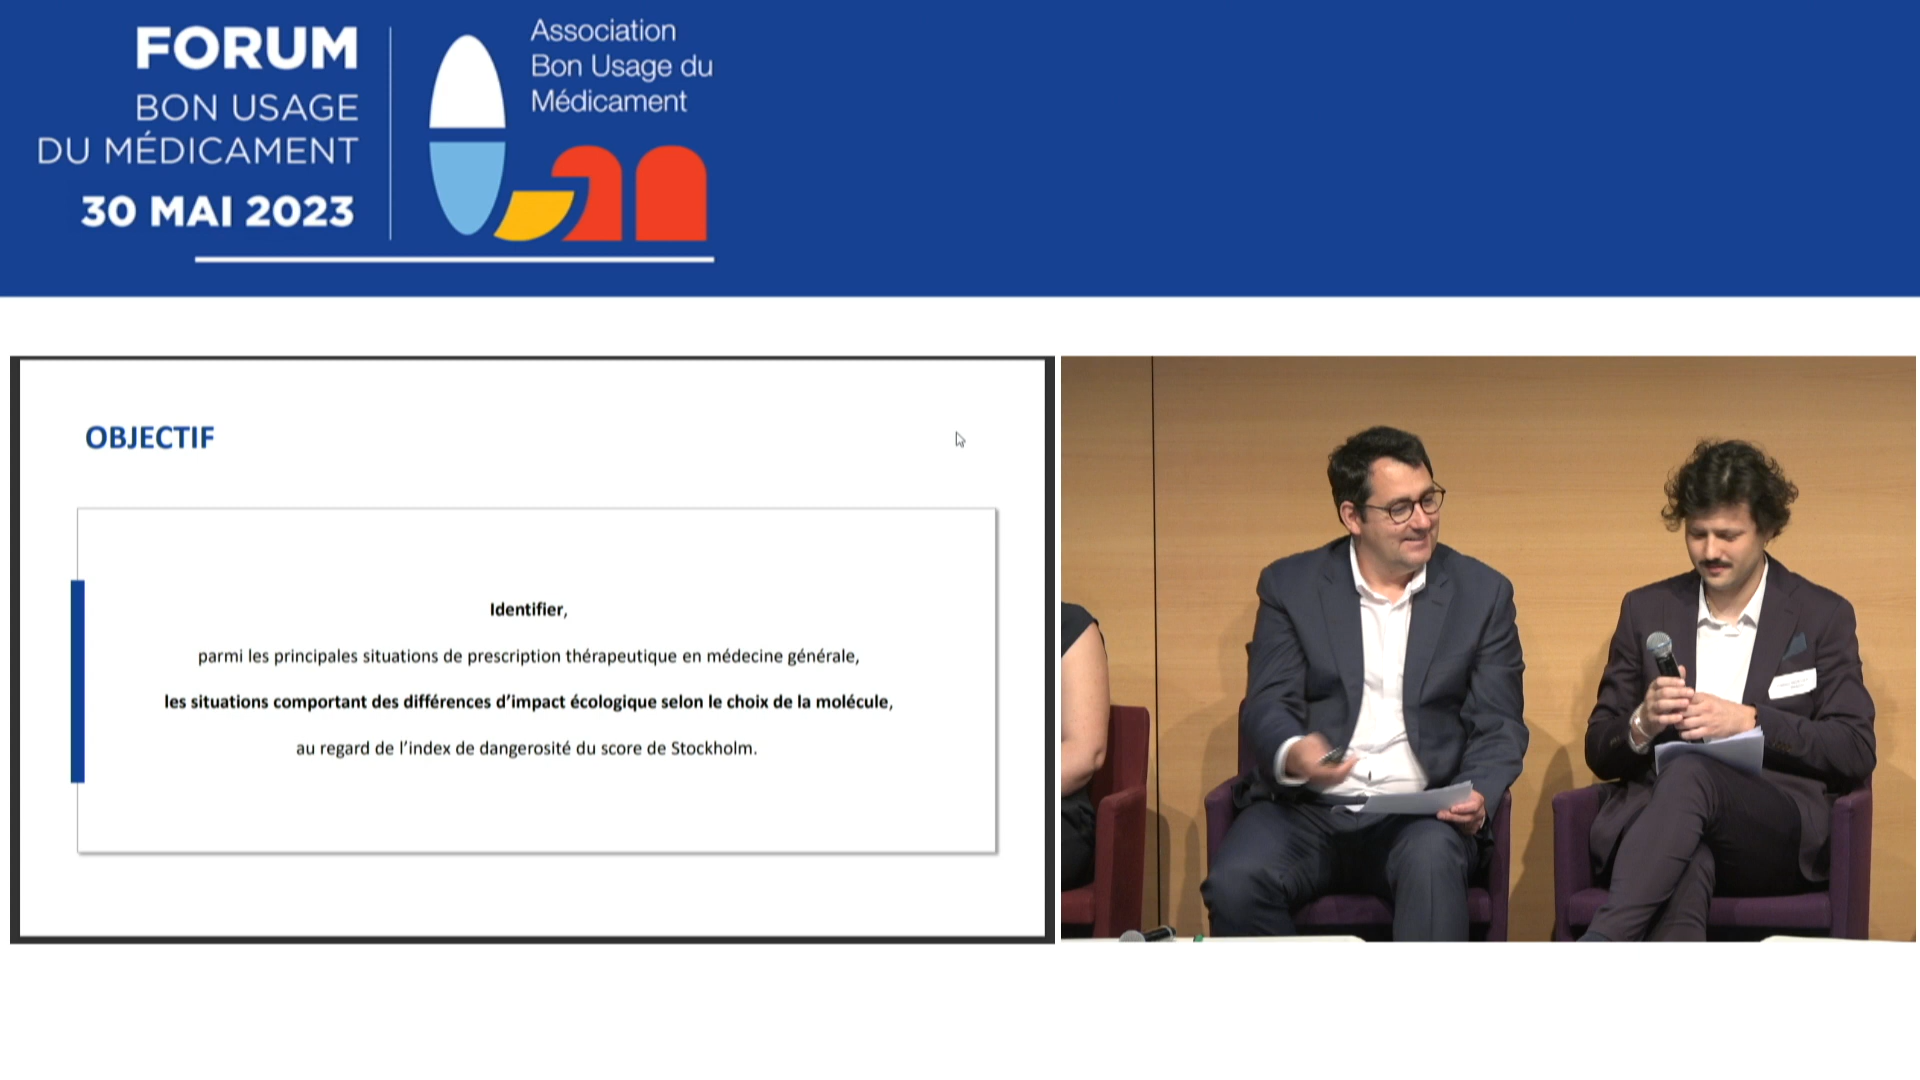 FORUM
BON USAGE
DU MÉDICAMENT
30 MAI 2023
Association
Bon Usage du
Médicament
OBJECTIF
Identifier,
parmi les principales situations de prescription thérapeutique en médecine générale,
les situations comportant des différences d’impact écologique selon le choix de la molécule,
au regard de l’index de dangerosité du score de Stockholm.